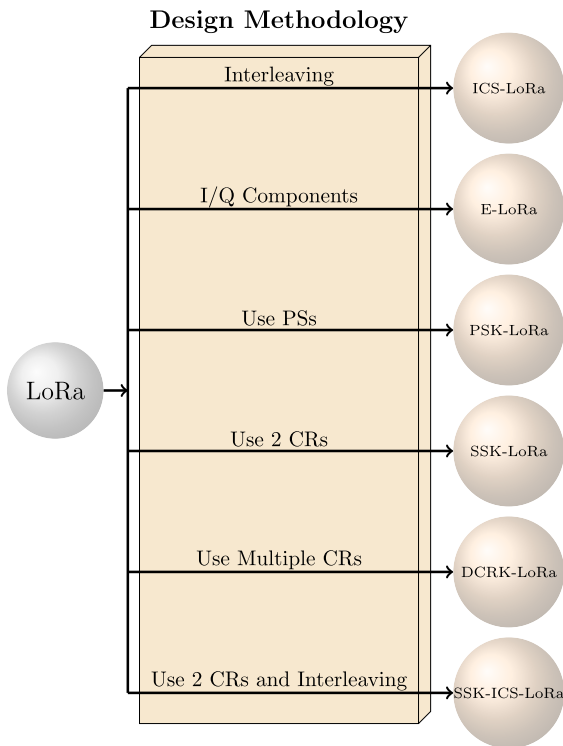 Design Methodology
Interleaving
ICS-LoRa
I/Q Components
E-LoRa
Use PSs
PSK-LoRa
LoRa
Use 2 CRs
SSK-LoRa
Use Multiple CRs
DCRK-LoRa
Use 2 CRs and Interleaving
SSK-ICS-LoRa